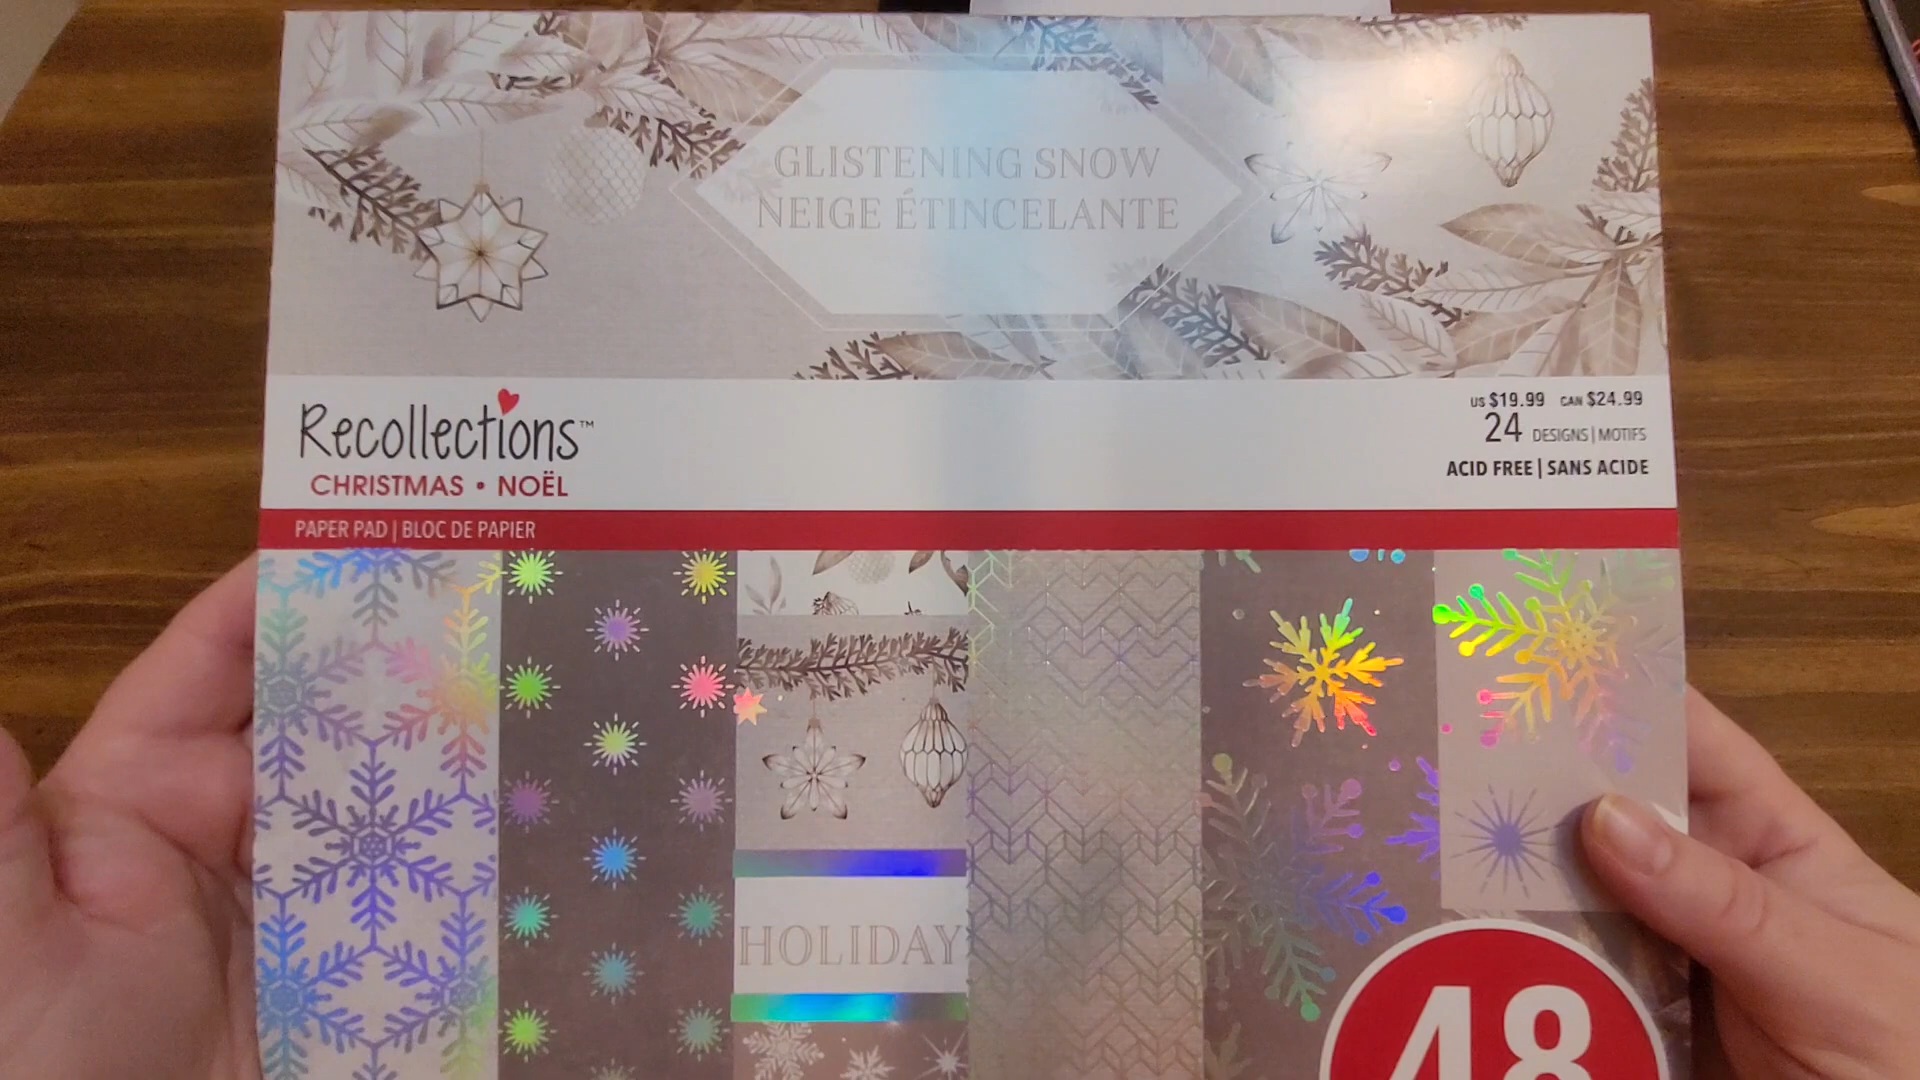 GLISTENING SNOW
NEIGE ÉTINCELANTE
Recollections™
CHRISTMAS • NOËL
US $19.99 CAN $24.99
24 DESIGNS | MOTIFS
ACID FREE | SANS ACIDE
PAPER PAD | BLOC DE PAPIER
HOLIDAY
48